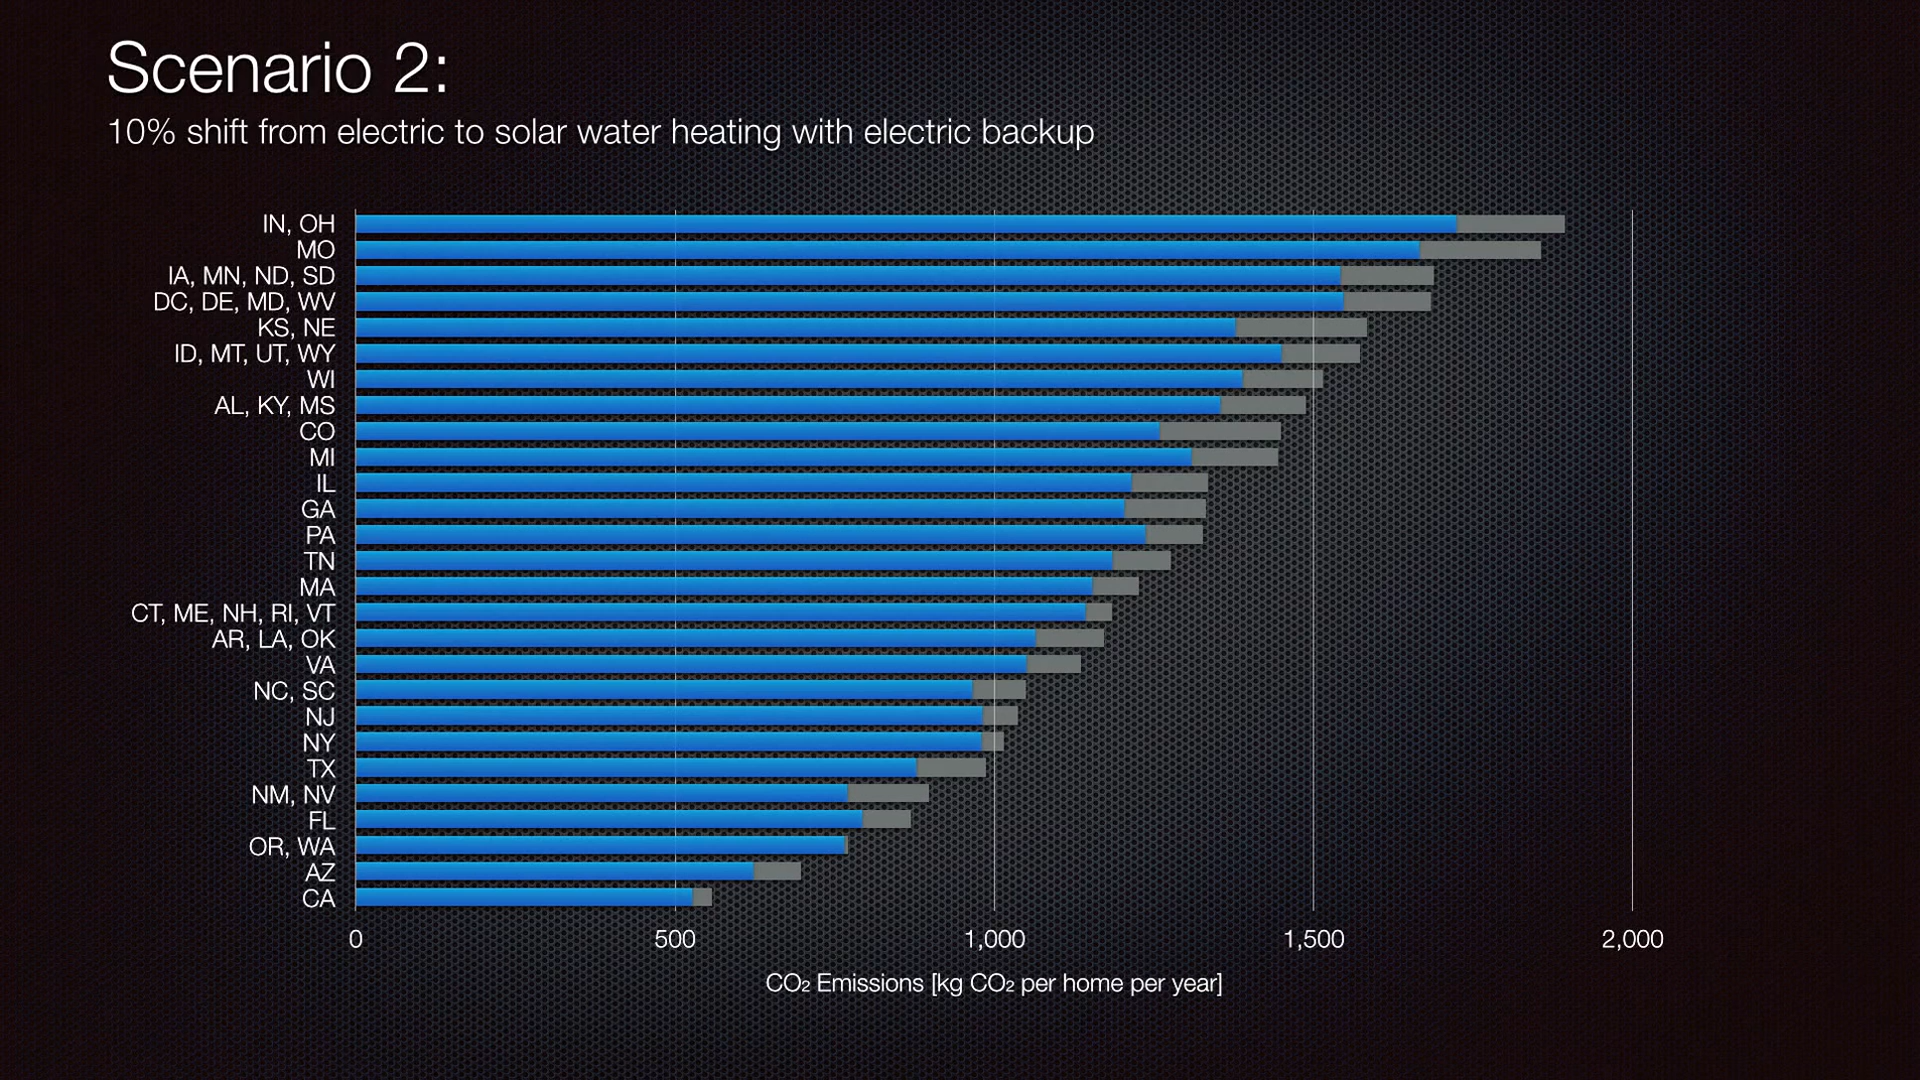 Scenario 2:
10% shift from electric to solar water heating with electric backup
IN, OH
MO
IA, MN, ND, SD
DC, DE, MD, WV
KS, NE
ID, MT, UT, WY
WI
AL, KY, MS
CO
MI
IL
GA
PA
TN
MA
CT, ME, NH, RI, VT
AR, LA, OK
VA
NC, SC
NJ
NY
TX
NM, NV
FL
OR, WA
AZ
CA
0 500 1,000 1,500 2,000
CO₂ Emissions [kg CO₂ per home per year]